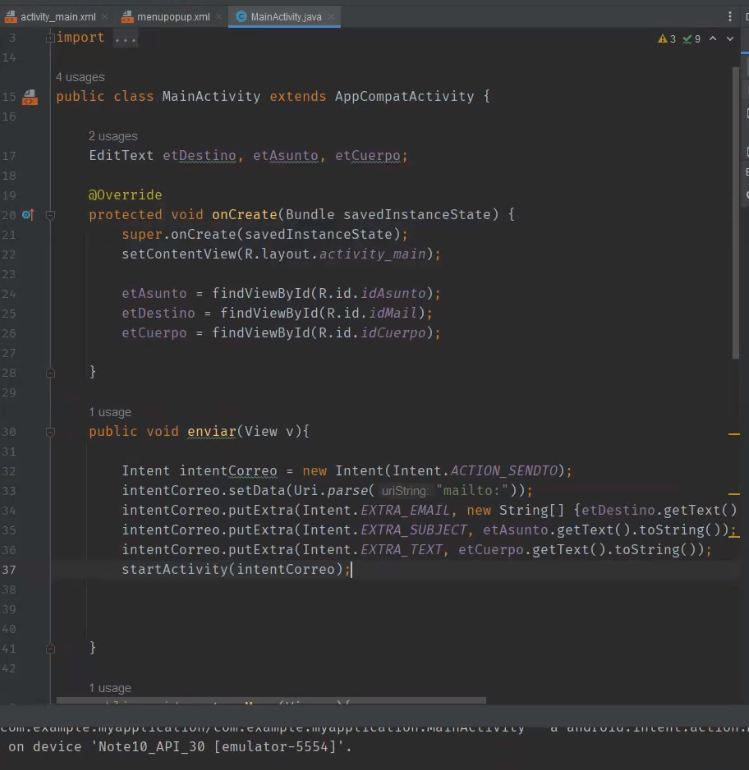 activity_main.xml menupopup.xml MainActivity.java
3 import ... 3 9
14
4 usages
15 public class MainActivity extends AppCompatActivity {
16
2 usages
17 EditText etDestino, etAsunto, etCuerpo;
18
19 @Override
20 protected void onCreate(Bundle savedInstanceState) {
21 super.onCreate(savedInstanceState);
22 setContentView(R.layout.activity_main);
23
24 etAsunto = findViewById(R.id.idAsunto);
25 etDestino = findViewById(R.id.idMail);
26 etCuerpo = findViewById(R.id.idCuerpo);
27
28 }
29
1 usage
30 public void enviar(View v){
31
32 Intent intentCorreo = new Intent(Intent.ACTION_SENDTO);
33 intentCorreo.setData(Uri.parse( uriString: "mailto:"));
34 intentCorreo.putExtra(Intent.EXTRA_EMAIL, new String[] {etDestino.getText()
35 intentCorreo.putExtra(Intent.EXTRA_SUBJECT, etAsunto.getText().toString());
36 intentCorreo.putExtra(Intent.EXTRA_TEXT, etCuerpo.getText().toString());
37 startActivity(intentCorreo);
38
39
40
41 }
42
1 usage
com.example.myapplication/com.example.myapplication.MainActivity" -a android.intent.action.
on device 'Note10_API_30 [emulator-5554]'.